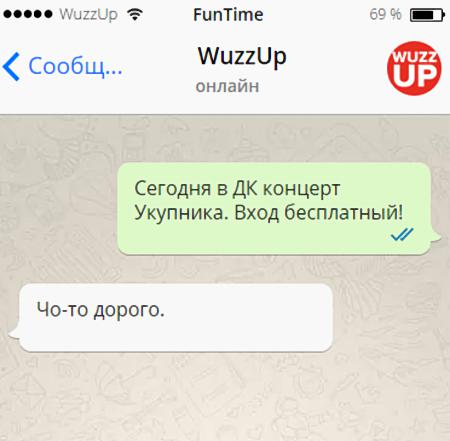 WuzzUp FunTime 69 %
Сообщ... WuzzUp WUZZ
онлайн UP
Сегодня в ДК концерт
Укупника. Вход бесплатный!
Чо-то дорого.